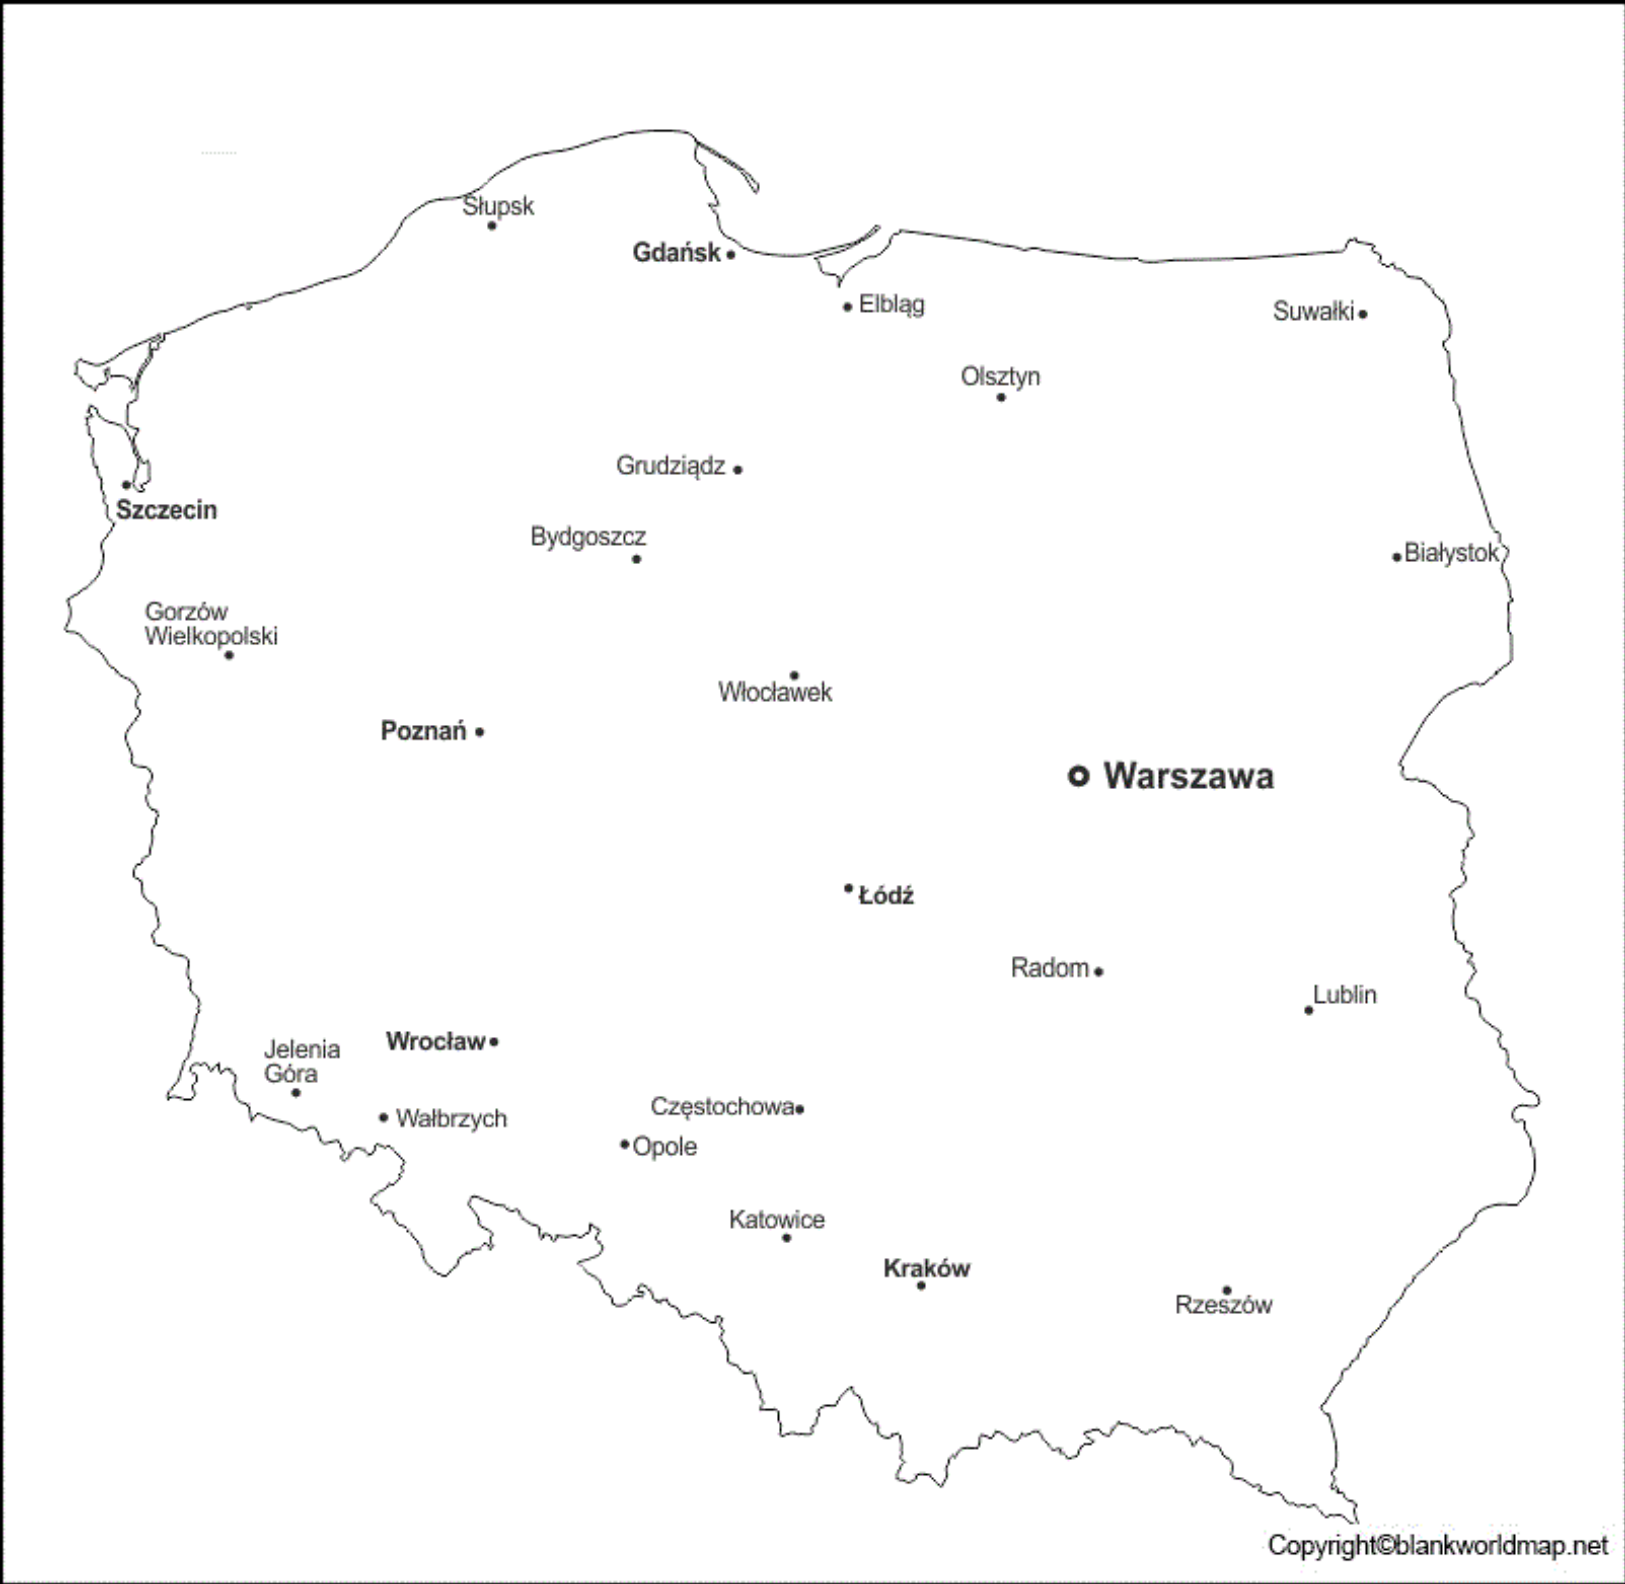 Słupsk
Gdańsk
Elbląg
Suwałki
Olsztyn
Grudziądz
Szczecin
Bydgoszcz
Białystok
Gorzów
Wielkopolski
Włocławek
Poznań
Warszawa
Łódź
Radom
Lublin
Wrocław
Jelenia
Góra
Częstochowa
Wałbrzych
Opole
Katowice
Kraków
Rzeszów
Copyright©blankworldmap.net